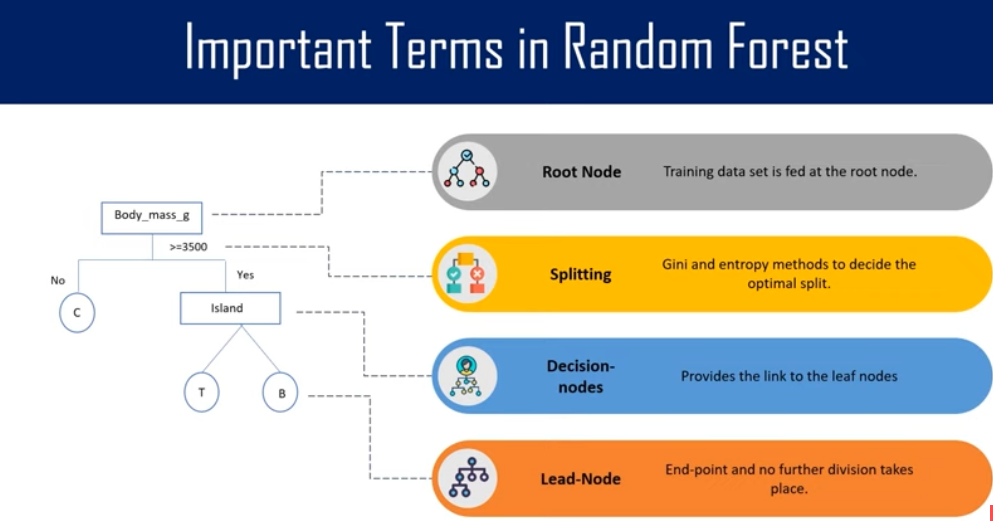 Important Terms in Random Forest
Body_mass_g
>=3500
No
Yes
C
Island
T
B
Root Node
Training data set is fed at the root node.
Splitting
Gini and entropy methods to decide the
optimal split.
Decision-
nodes
Provides the link to the leaf nodes
Lead-Node
End-point and no further division takes
place.